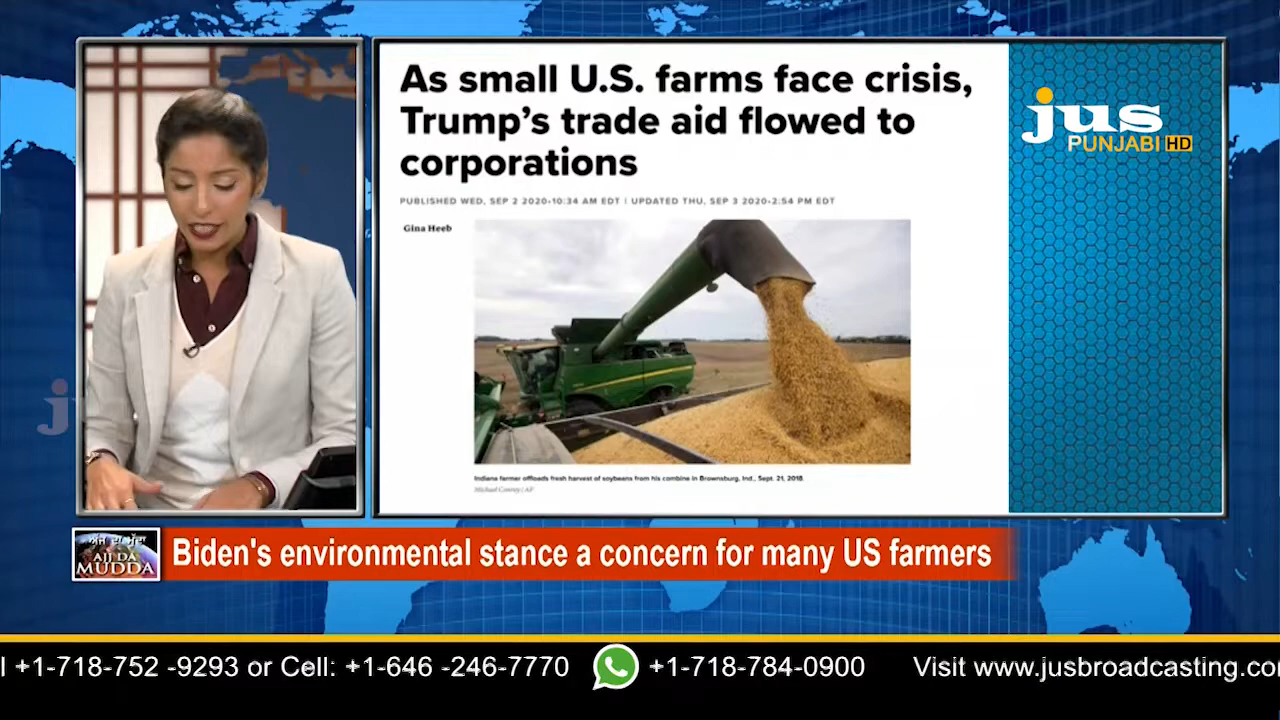 As small U.S. farms face crisis,
Trump's trade aid flowed to
corporations
PUBLISHED WED, SEP 2 2020•10:34 AM EDT | UPDATED THU, SEP 3 2020•2:54 PM EDT
Gina Heeb
Indiana farmer offloads fresh harvest of soybeans from his combine in Brownsburg, Ind., Sept. 21, 2018.
Michael Conroy | AP
jus
PUNJABI HD
ਅੱਜ ਦਾ ਮੁੱਦਾ
AJJ DA
MUDDA
Biden's environmental stance a concern for many US farmers
l +1-718-752 -9293 or Cell: +1-646 -246-7770 +1-718-784-0900 Visit www.jusbroadcasting.co